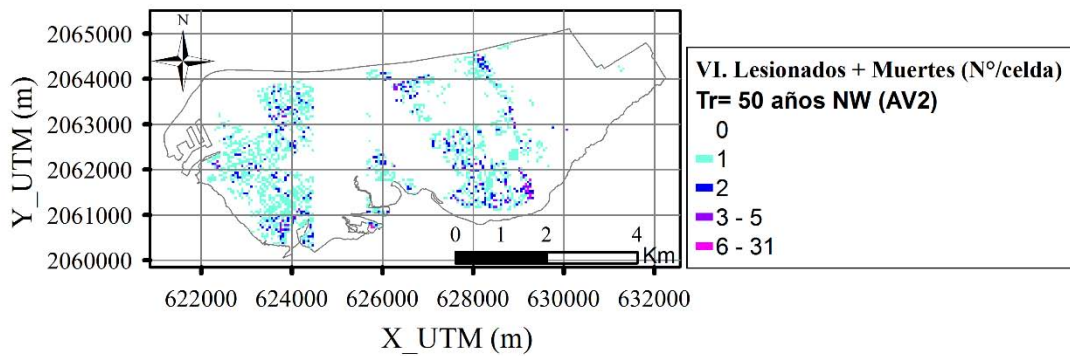 N
2065000
2064000
2063000
2062000
2061000
2060000
Y_UTM (m)
622000 624000 626000 628000 630000 632000
X_UTM (m)
0 1 2 4
Km
VI. Lesionados + Muertes (N°/celda)
Tr= 50 años NW (AV2)
0
1
2
3 - 5
6 - 31